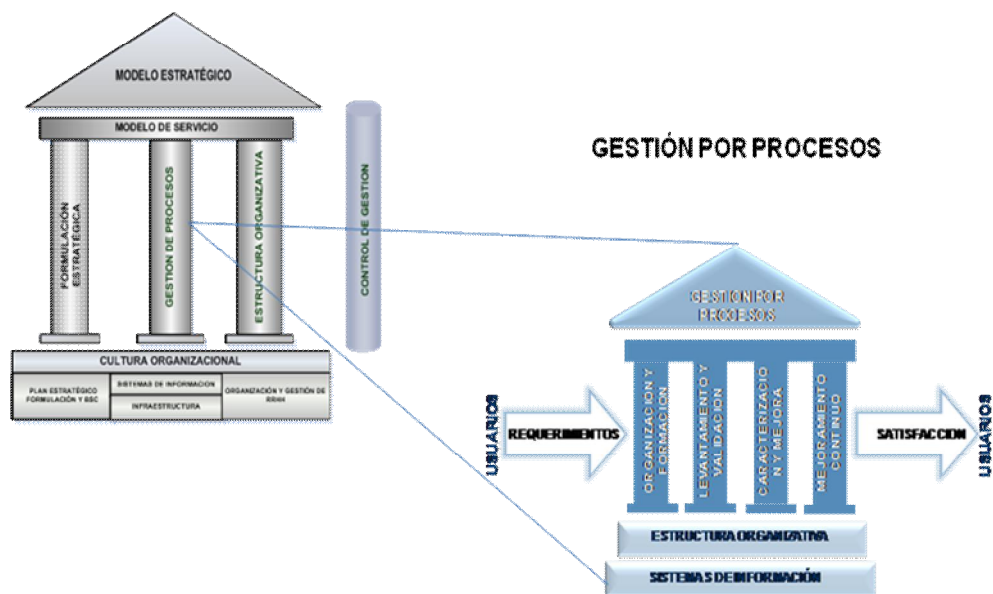 MODELO ESTRATÉGICO
MODELO DE SERVICIO
FORMULACIÓN
ESTRATÉGICA
GESTION DE PROCESOS
ESTRUCTURA ORGANIZATIVA
CONTROL DE GESTION
CULTURA ORGANIZACIONAL
PLAN ESTRATÉGICO
FORMULACIÓN Y BSC
SISTEMAS DE INFORMACION
INFRAESTRUCTURA
ORGANIZACIÓN Y GESTIÓN DE
RRHH
GESTIÓN POR PROCESOS
GESTION POR
PROCESOS
USUARIOS
REQUERIMIENTOS
ORGANIZACION Y
FORMACION
LEVANTAMIENTO Y
VALIDACION
CARACTERIZACIO
N Y MEJORA
MEJORAMIENTO
CONTINUO
SATISFACCION
USUARIOS
ESTRUCTURA ORGANIZATIVA
SISTEMAS DE INFORMACIÓN